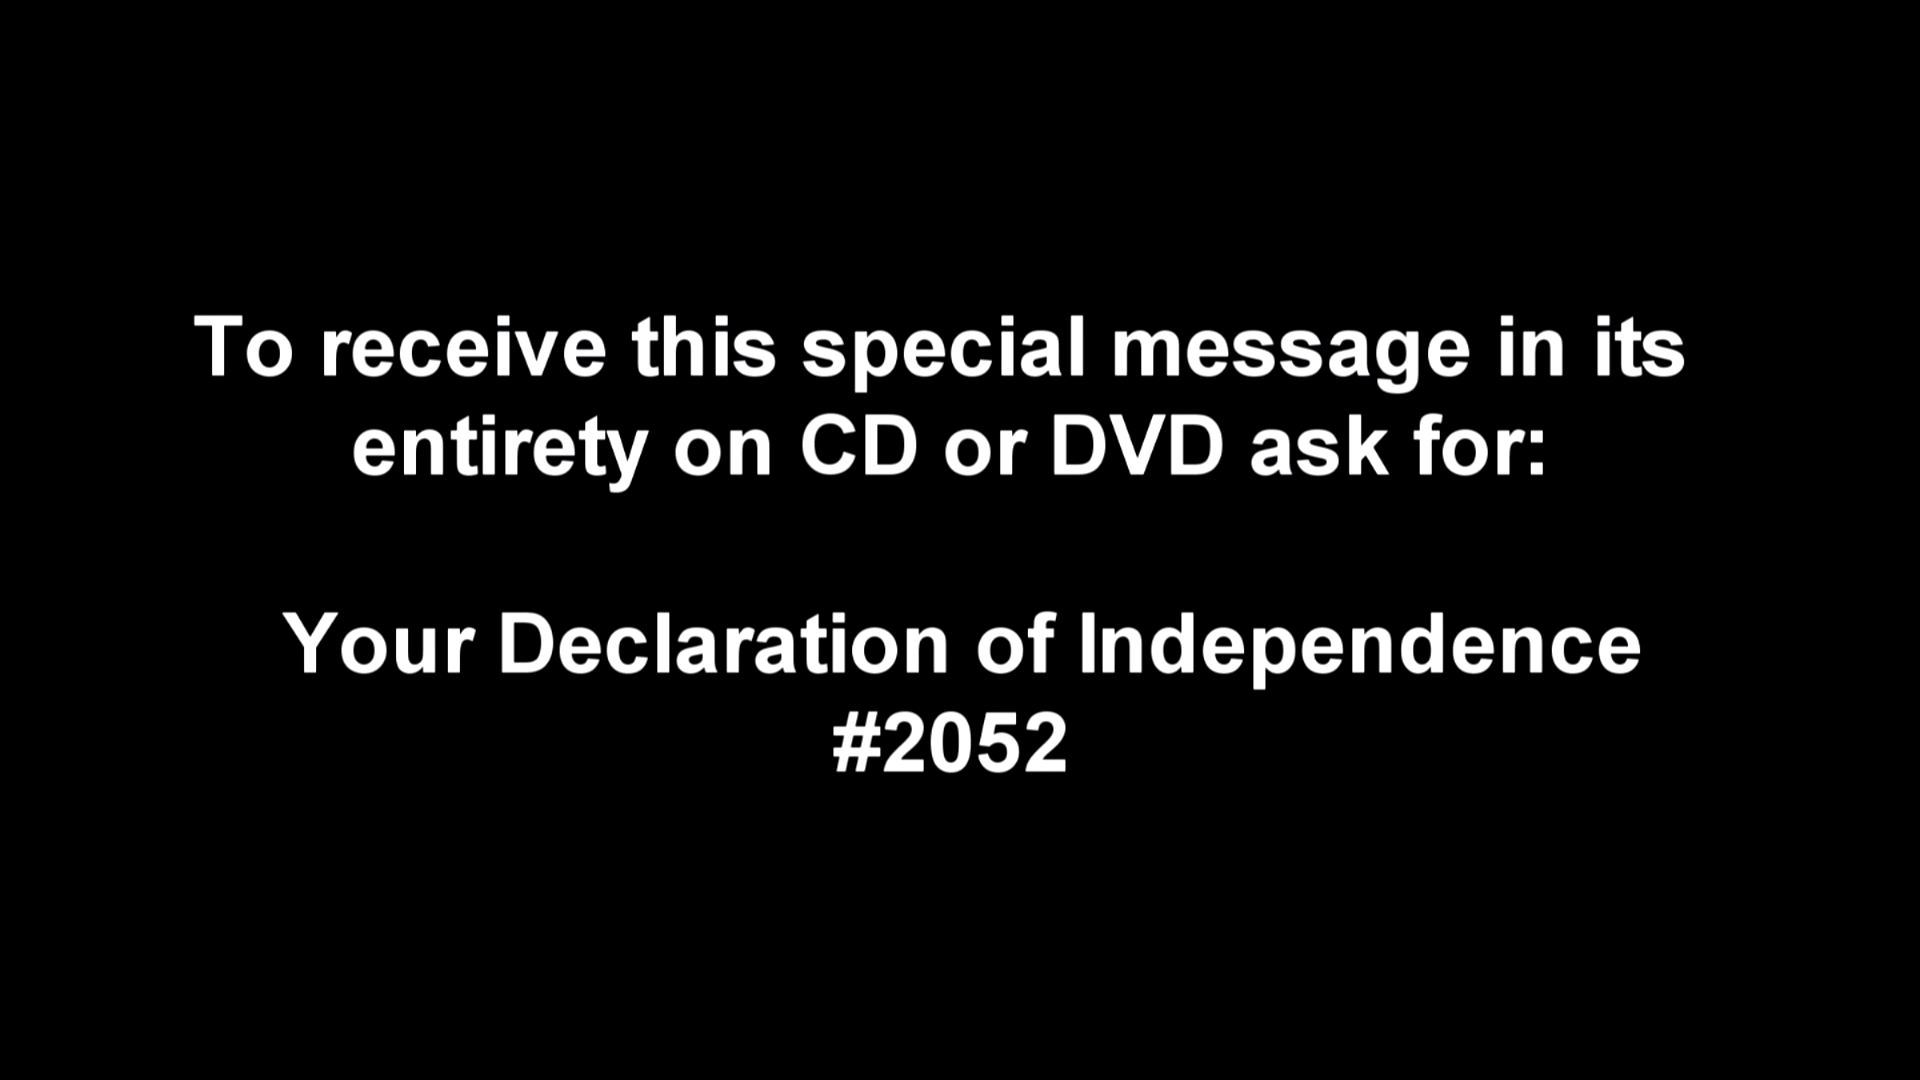 To receive this special message in its
entirety on CD or DVD ask for:
Your Declaration of Independence
#2052